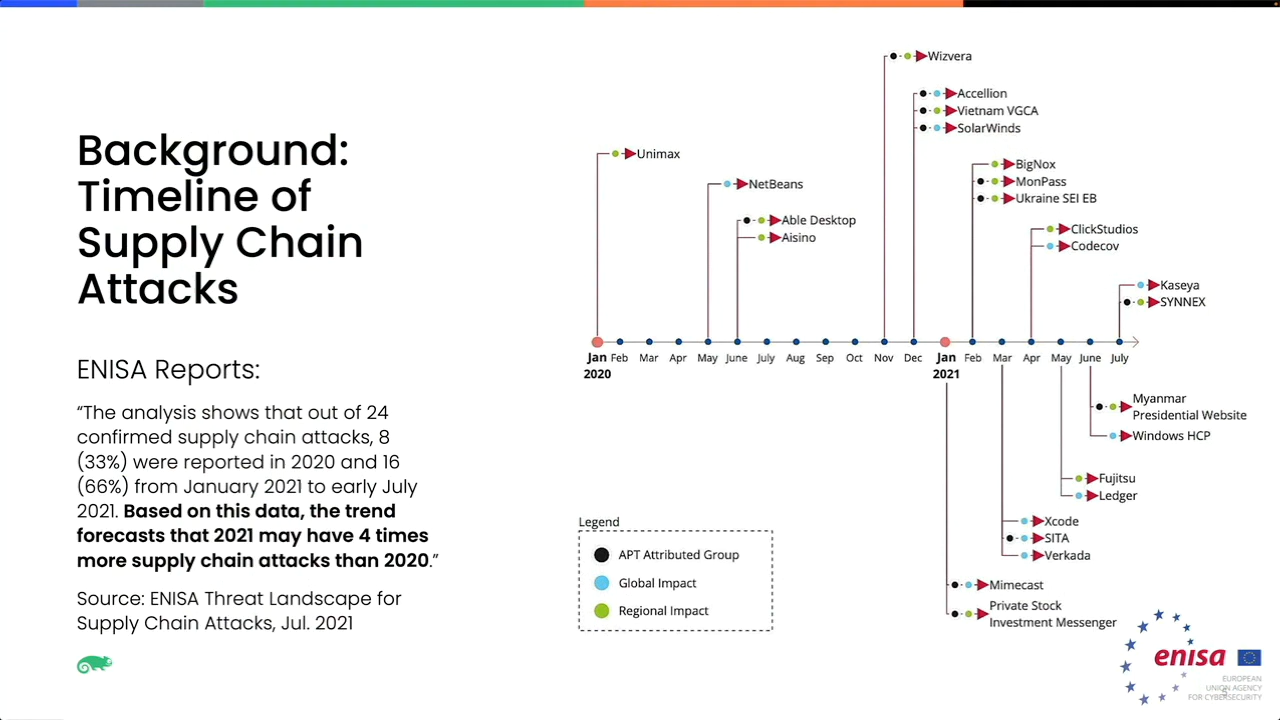 Background:
Timeline of
Supply Chain
Attacks
ENISA Reports:
“The analysis shows that out of 24
confirmed supply chain attacks, 8
(33%) were reported in 2020 and 16
(66%) from January 2021 to early July
2021. Based on this data, the trend
forecasts that 2021 may have 4 times
more supply chain attacks than 2020.”
Source: ENISA Threat Landscape for
Supply Chain Attacks, Jul. 2021
Wizvera
Accellion
Vietnam VGCA
SolarWinds
Unimax
NetBeans
Able Desktop
Aisino
BigNox
MonPass
Ukraine SEI EB
ClickStudios
Codecov
Kaseya
SYNNEX
Jan Feb Mar Apr May June July Aug Sep Oct Nov Dec Jan Feb Mar Apr May June July
2020 2021
Myanmar
Presidential Website
Windows HCP
Fujitsu
Ledger
Xcode
SITA
Verkada
Mimecast
Private Stock
Investment Messenger
Legend
APT Attributed Group
Global Impact
Regional Impact
enisa
EUROPEAN
UNION AGENCY
FOR CYBERSECURITY
5